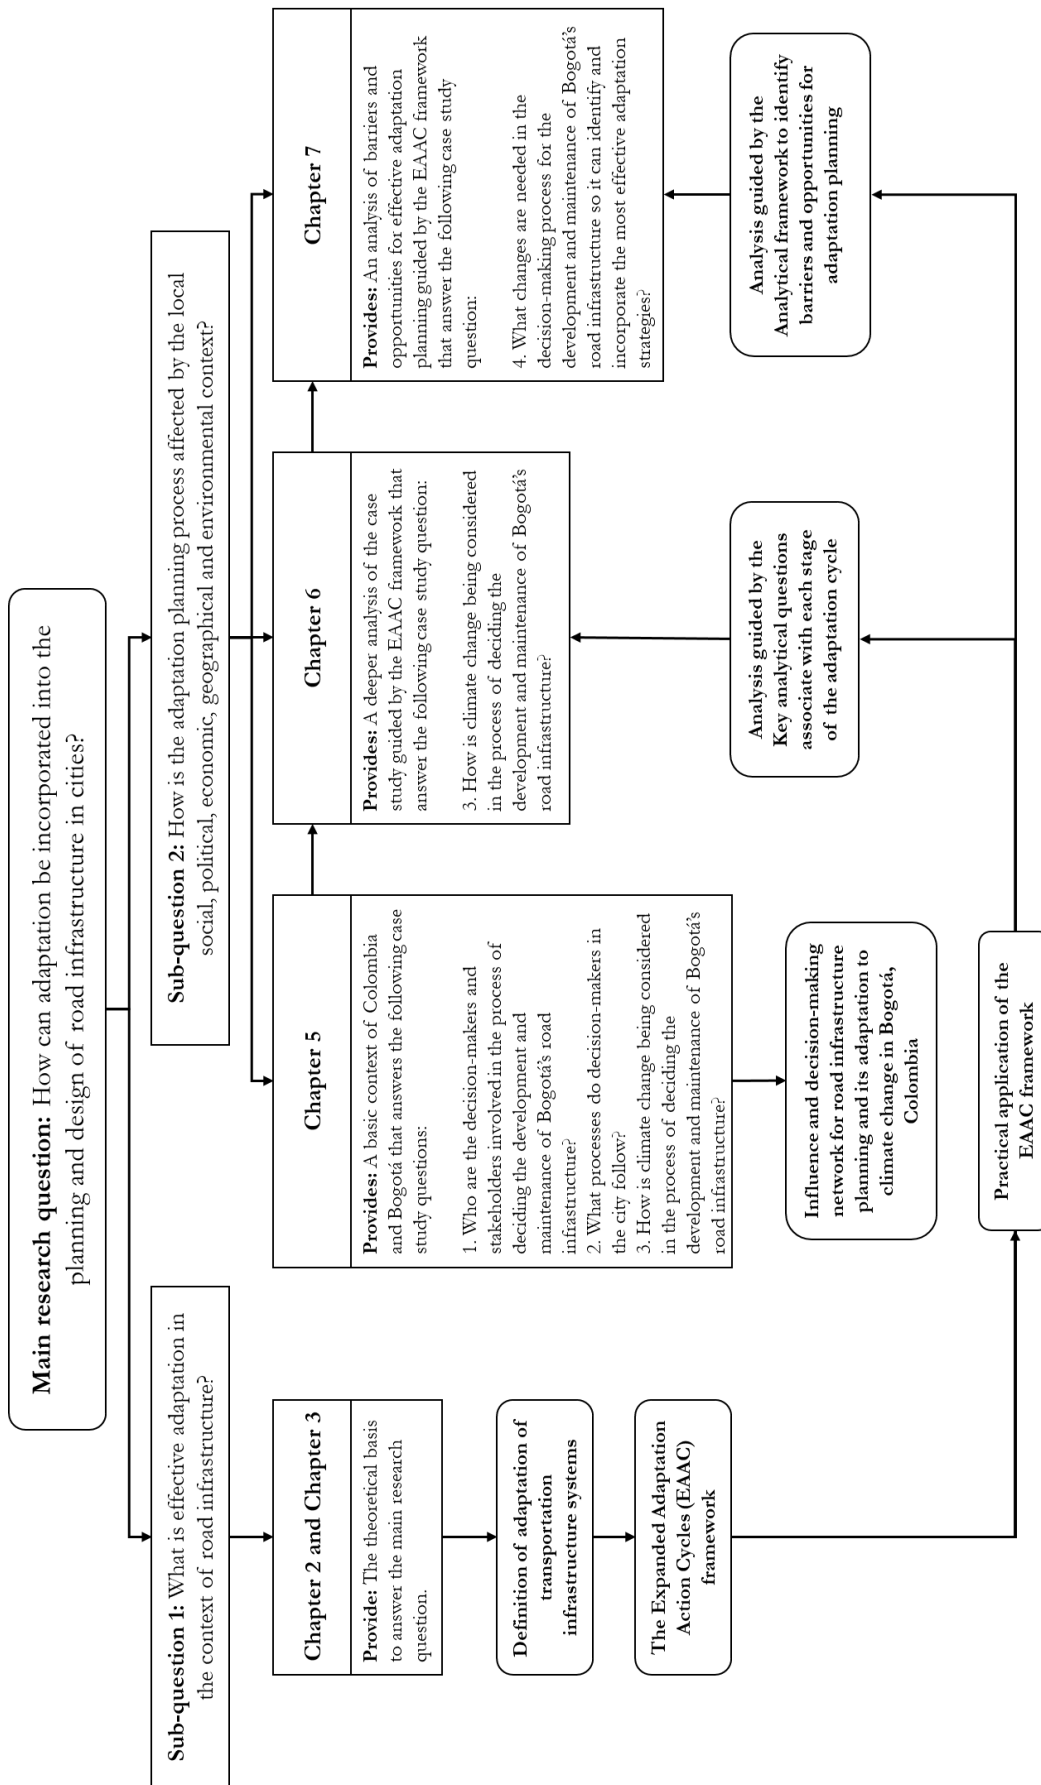 Main research question: How can adaptation be incorporated into the
planning and design of road infrastructure in cities?
Sub-question 1: What is effective adaptation in
the context of road infrastructure?
Sub-question 2: How is the adaptation planning process affected by the local
social, political, economic, geographical and environmental context?
Chapter 2 and Chapter 3
Provide: The theoretical basis
to answer the main research
question.
Definition of adaptation of
transportation
infrastructure systems
The Expanded Adaptation
Action Cycles (EAAC)
framework
Chapter 5
Provides: A basic context of Colombia
and Bogotá that answers the following case
study questions:
1. Who are the decision-makers and
stakeholders involved in the process of
deciding the development and
maintenance of Bogotá's road
infrastructure?
2. What processes do decision-makers in
the city follow?
3. How is climate change being considered
in the process of deciding the
development and maintenance of Bogotá's
road infrastructure?
Influence and decision-making
network for road infrastructure
planning and its adaptation to
climate change in Bogotá,
Colombia
Practical application of the
EAAC framework
Chapter 6
Provides: A deeper analysis of the case
study guided by the EAAC framework that
answer the following case study question:
3. How is climate change being considered
in the process of deciding the
development and maintenance of Bogotá's
road infrastructure?
Analysis guided by the
Key analytical questions
associate with each stage
of the adaptation cycle
Chapter 7
Provides: An analysis of barriers and
opportunities for effective adaptation
planning guided by the EAAC framework
that answer the following case study
question:
4. What changes are needed in the
decision-making process for the
development and maintenance of Bogotá's
road infrastructure so it can identify and
incorporate the most effective adaptation
strategies?
Analysis guided by the
Analytical framework to identify
barriers and opportunities for
adaptation planning